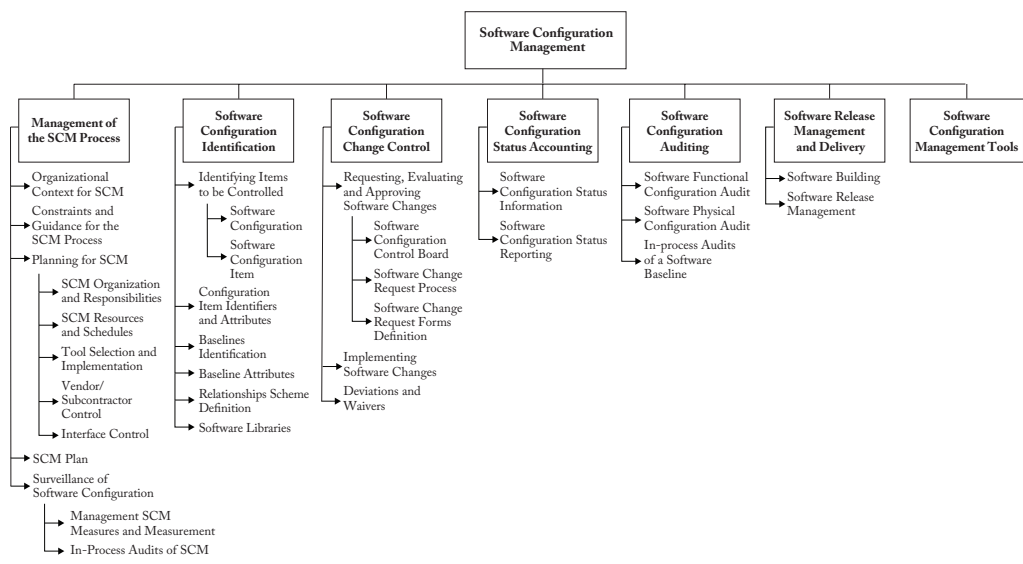 Software Configuration
Management
Management of
the SCM Process
Organizational
Context for SCM
Constraints and
Guidance for the
SCM Process
Planning for SCM
SCM Organization
and Responsibilities
SCM Resources
and Schedules
Tool Selection and
Implementation
Vendor/
Subcontractor
Control
Interface Control
SCM Plan
Surveillance of
Software Configuration
Management SCM
Measures and Measurement
In-Process Audits of SCM
Software
Configuration
Identification
Identifying Items
to be Controlled
Software
Configuration
Software
Configuration
Item
Configuration
Item Identifiers
and Attributes
Baselines
Identification
Baseline Attributes
Relationships Scheme
Definition
Software Libraries
Software
Configuration
Change Control
Requesting, Evaluating
and Approving
Software Changes
Software
Configuration
Control Board
Software Change
Request Process
Software Change
Request Forms
Definition
Implementing
Software Changes
Deviations and
Waivers
Software
Configuration
Status Accounting
Software
Configuration Status
Information
Software
Configuration Status
Reporting
Software
Configuration
Auditing
Software Functional
Configuration Audit
Software Physical
Configuration Audit
In-process Audits
of a Software
Baseline
Software Release
Management
and Delivery
Software Building
Software Release
Management
Software
Configuration
Management Tools